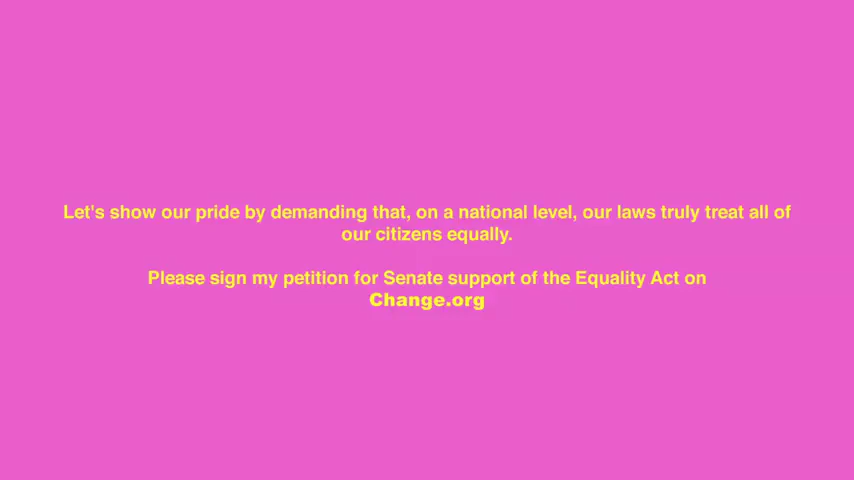 Let's show our pride by demanding that, on a national level, our laws truly treat all of
our citizens equally.
Please sign my petition for Senate support of the Equality Act on
Change.org